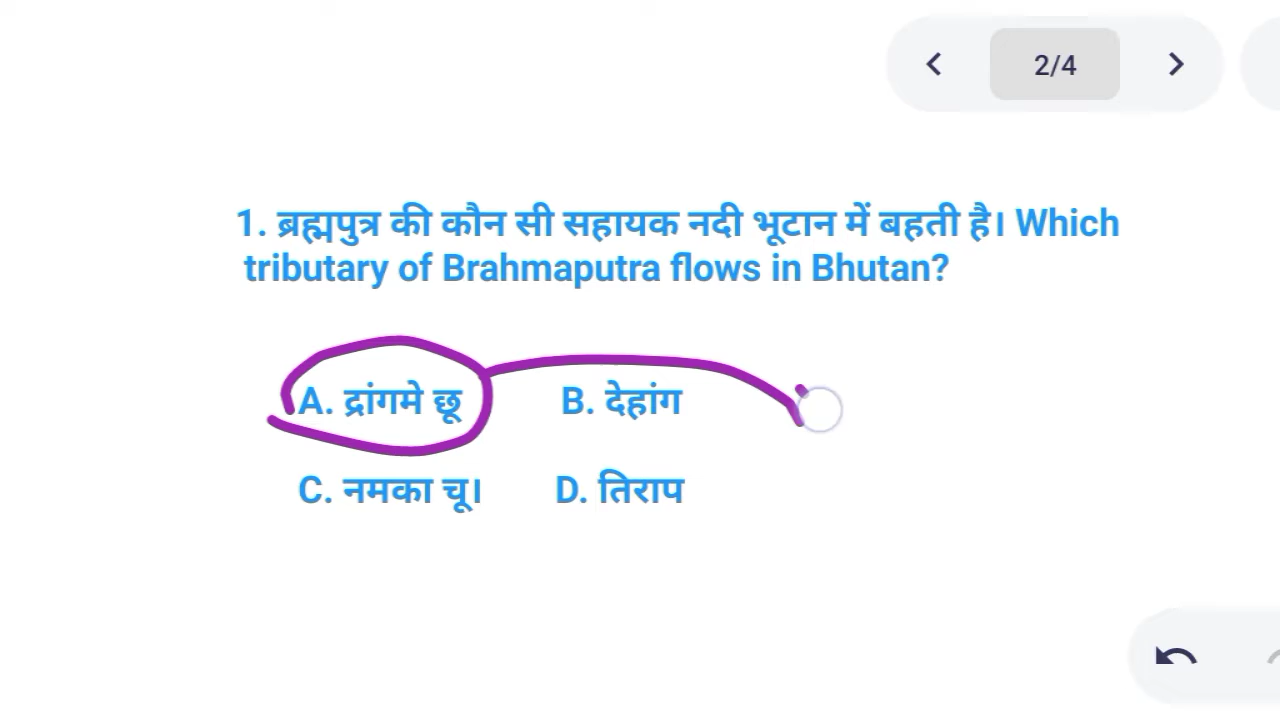 2/4
1. ब्रह्मपुत्र की कौन सी सहायक नदी भूटान में बहती है। Which
tributary of Brahmaputra flows in Bhutan?
A. द्रांगमे छू B. देहांग
C. नमका चू। D. तिराप